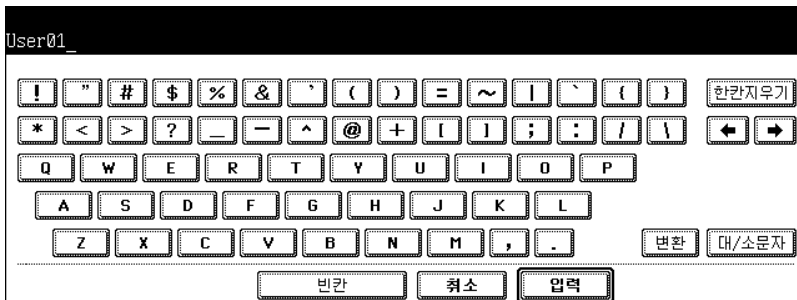 User01_
! " # $ % & ' ( ) = ~ | ` { } 한칸지우기
* < > ? _ - ^ @ + [ ] ; : / \ ← →
Q W E R T Y U I O P
A S D F G H J K L
Z X C V B N M , . 변환 대/소문자
빈칸 취소 입력